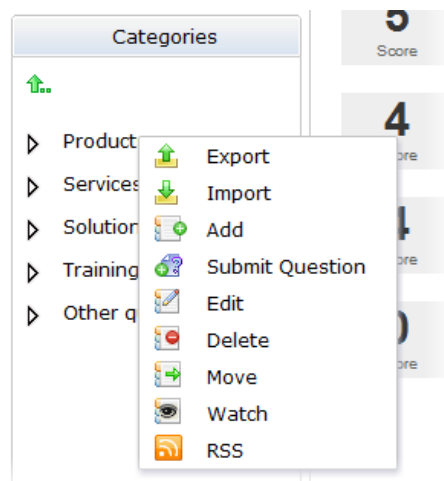 Categories
5
Score
4
Product
Export
Services
Import
Solution
Add
Training
Submit Question
Other q
Edit
Delete
Move
Watch
RSS